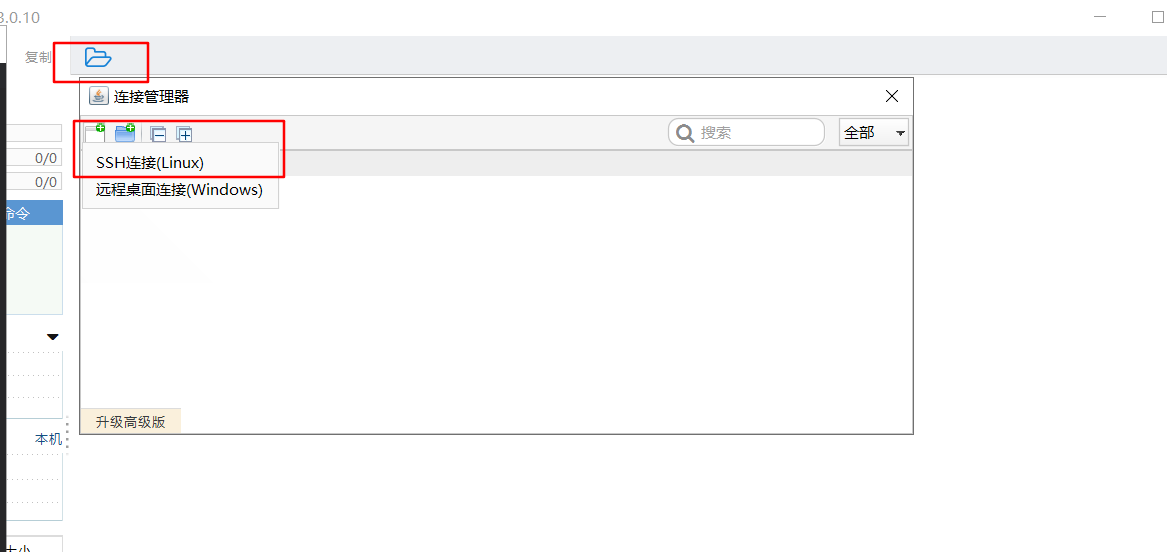 3.0.10
复制
连接管理器
搜索
全部
SSH连接(Linux)
0/0
远程桌面连接(Windows)
0/0
命令
升级高级版
本机
大小